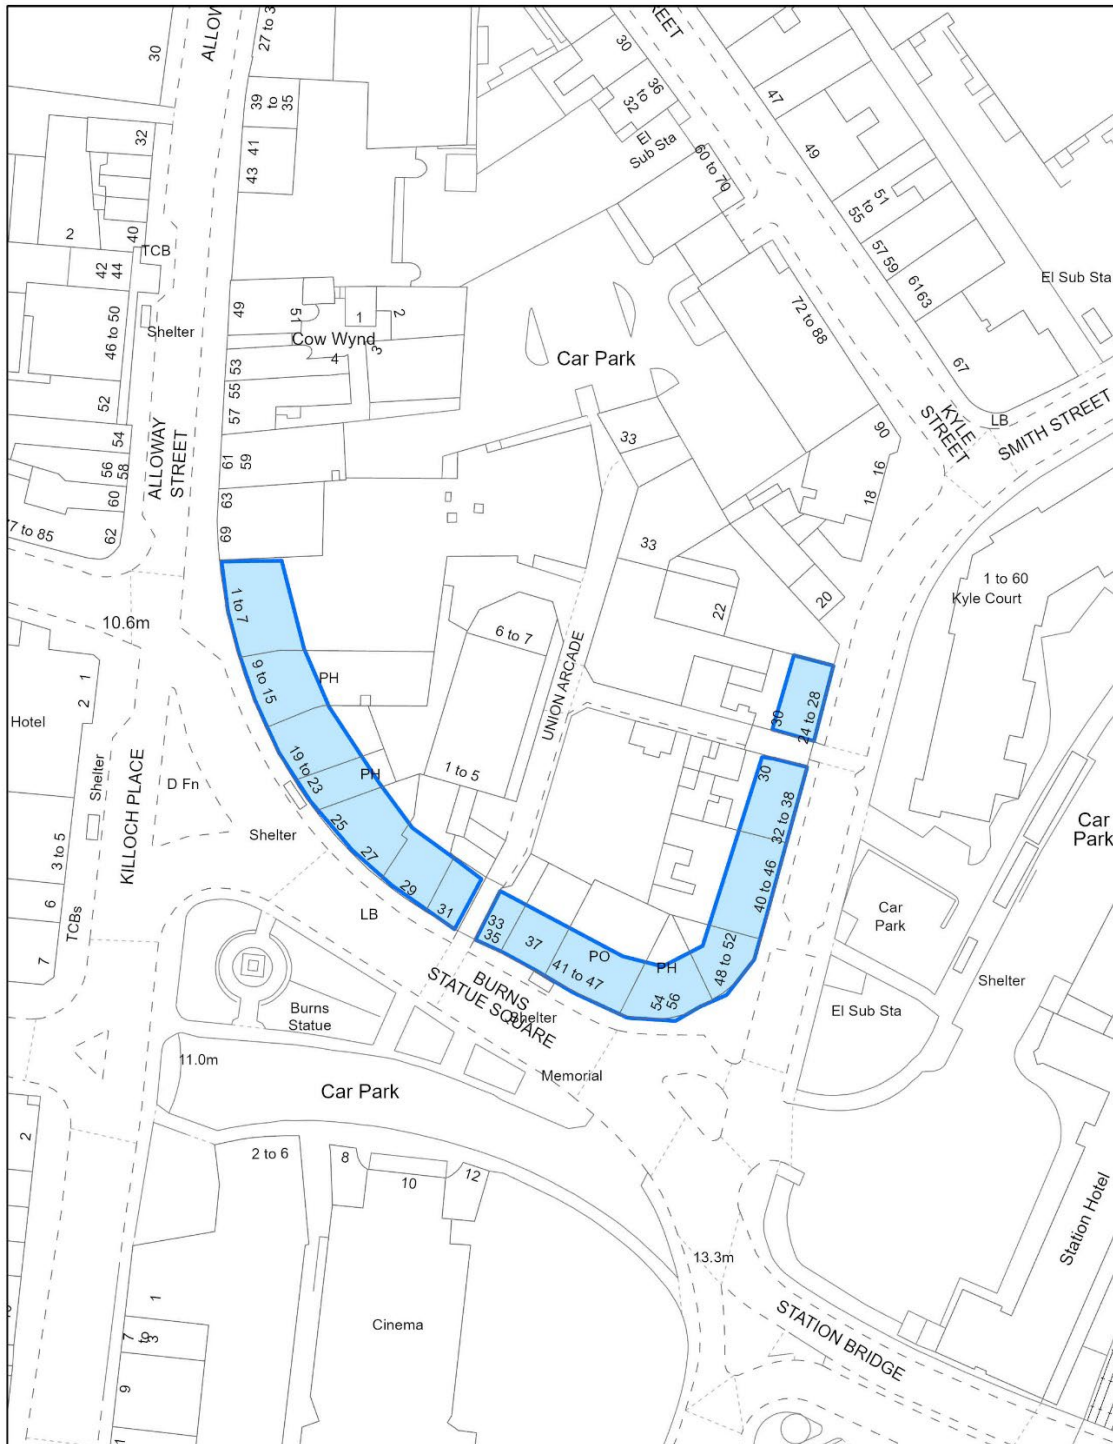 ALLOW
27 to 3
REET
30
30
39
to
35
36
to
32
47
El
Sub Sta
32
41
43
49
60 to 70
51
to
55
2
40
TCB
42
44
57 59
61 63
El Sub Sta
49
51
1
2
Shelter
46 to 50
Cow Wynd
4
3
72 to 88
Car Park
53
55
57
67
52
LB
KYLE
STREET
SMITH STREET
54
ALLOWAY
STREET
33
90
61
59
56
58
16
60
63
18
62
69
77 to 85
33
1 to 60
Kyle Court
1 to 7
20
22
10.6m
6 to 7
UNION ARCADE
9 to 15
PH
2 1
Hotel
30
24 to 28
KILLOCH PLACE
Shelter
D Fn
19 to 23
PH
1 to 5
30
32 to 38
Car
Park
25
Shelter
27
3 to 5
29
40 to 46
6
31
LB
Car
Park
TCBs
33
35
37
PO
41 to 47
PH
48 to 52
7
54
56
BURNS
STATUE SQUARE
Shelter
Shelter
Burns
Statue
El Sub Sta
11.0m
Memorial
Car Park
2
2 to 6
8
10
12
Station Hotel
13.3m
1
7
to
3
Cinema
STATION BRIDGE
9
1